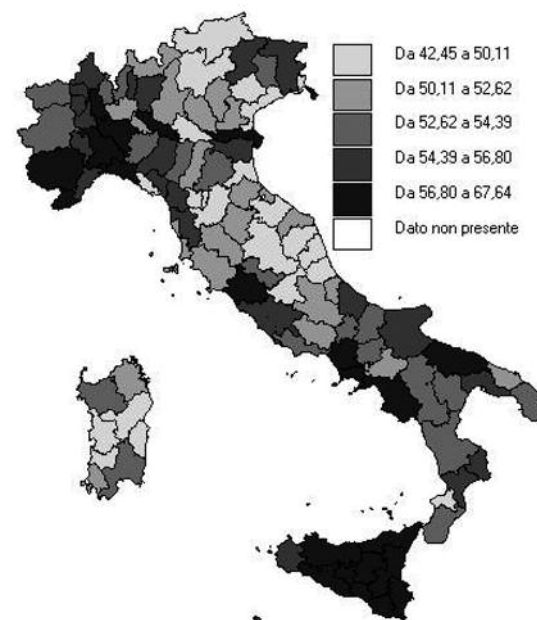 Da 42,45 a 50,11
Da 50,11 a 52,62
Da 52,62 a 54,39
Da 54,39 a 56,80
Da 56,80 a 67,64
Dato non presente